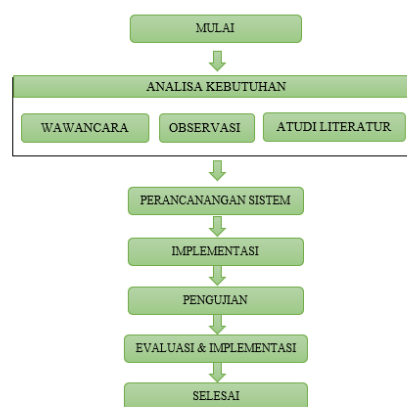 MULAI
ANALISA KEBUTUHAN
WAWANCARA
OBSERVASI
ATUDI LITERATUR
PERANCANANGAN SISTEM
IMPLEMENTASI
PENGUJIAN
EVALUASI & IMPLEMENTASI
SELESAI